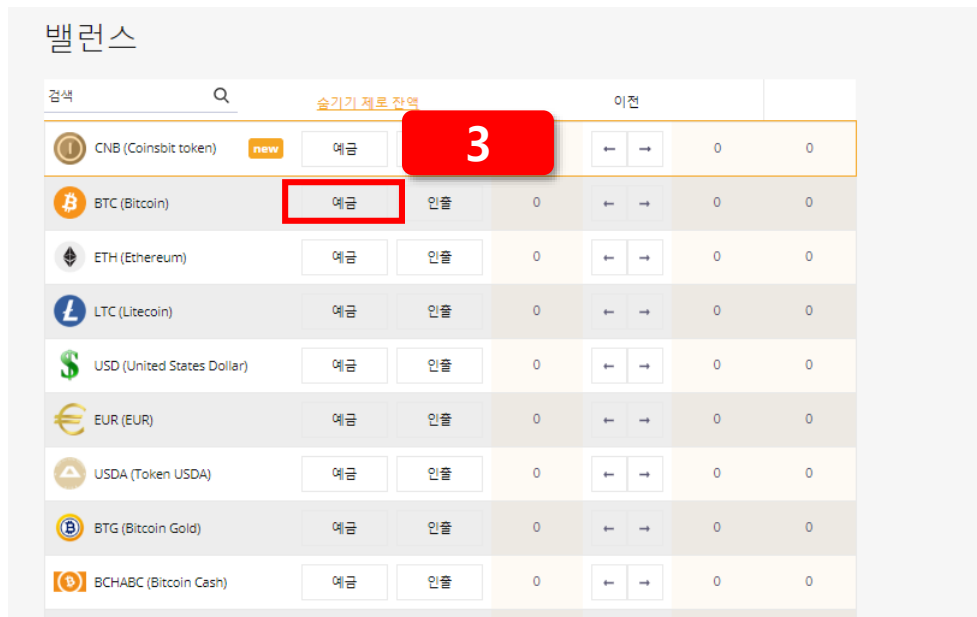 밸런스
검색 숨기기 제로 잔액 이전
CNB (Coinsbit token) new 예금 3 ← → 0 0
BTC (Bitcoin) 예금 인출 0 ← → 0 0
ETH (Ethereum) 예금 인출 0 ← → 0 0
LTC (Litecoin) 예금 인출 0 ← → 0 0
USD (United States Dollar) 예금 인출 0 ← → 0 0
EUR (EUR) 예금 인출 0 ← → 0 0
USDA (Token USDA) 예금 인출 0 ← → 0 0
BTG (Bitcoin Gold) 예금 인출 0 ← → 0 0
BCHABC (Bitcoin Cash) 예금 인출 0 ← → 0 0